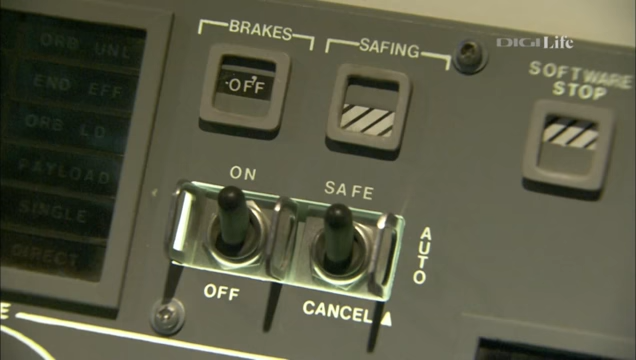 DIGI Life
BRAKES
SAFING
SOFTWARE
STOP
OFF
ORB UNL
END EFF
ORB LD
PAYLOAD
SINGLE
DIRECT
ON
SAFE
AUTO
OFF
CANCEL▲
E